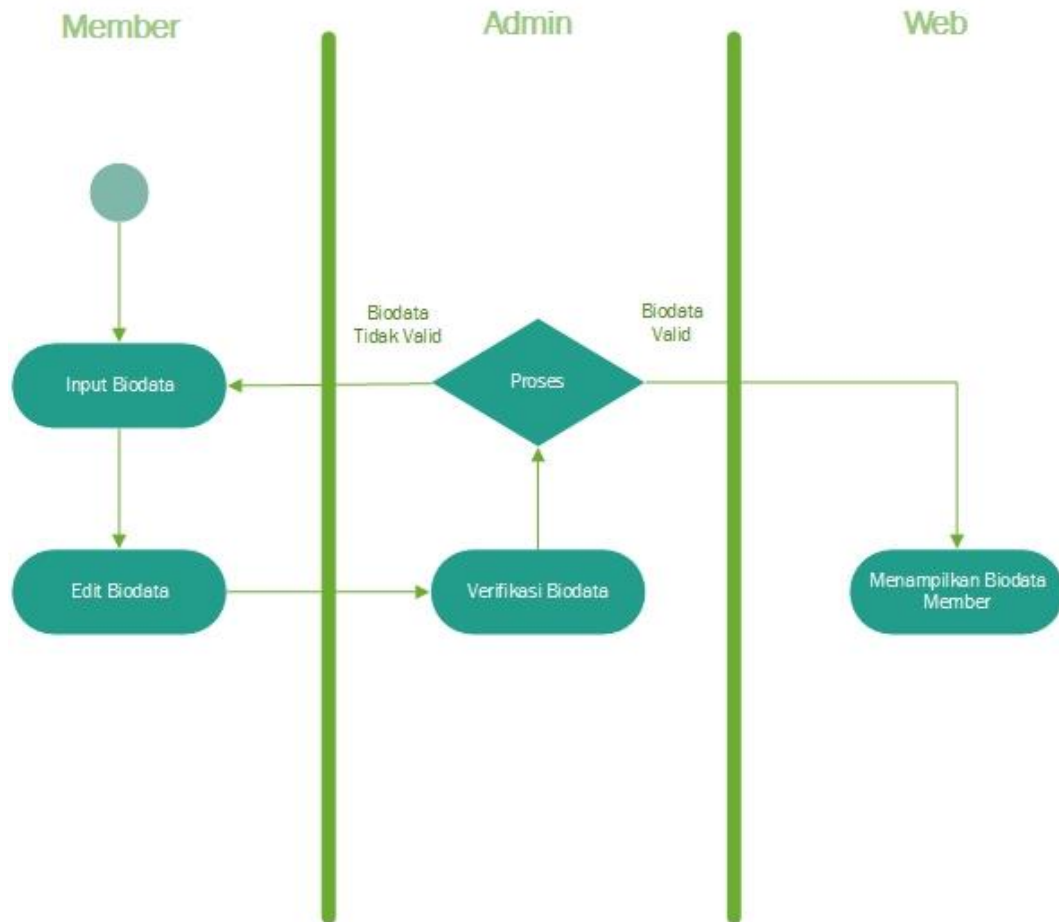 Member
Admin
Web
Biodata
Tidak Valid
Biodata
Valid
Input Biodata
Proses
Edit Biodata
Verifikasi Biodata
Menampilkan Biodata
Member